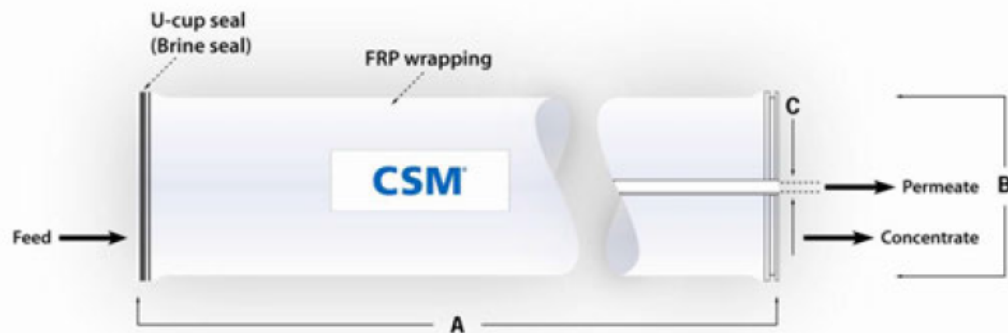 U-cup seal
(Brine seal)
FRP wrapping
C
CSM
Permeate
B
Feed
Concentrate
A